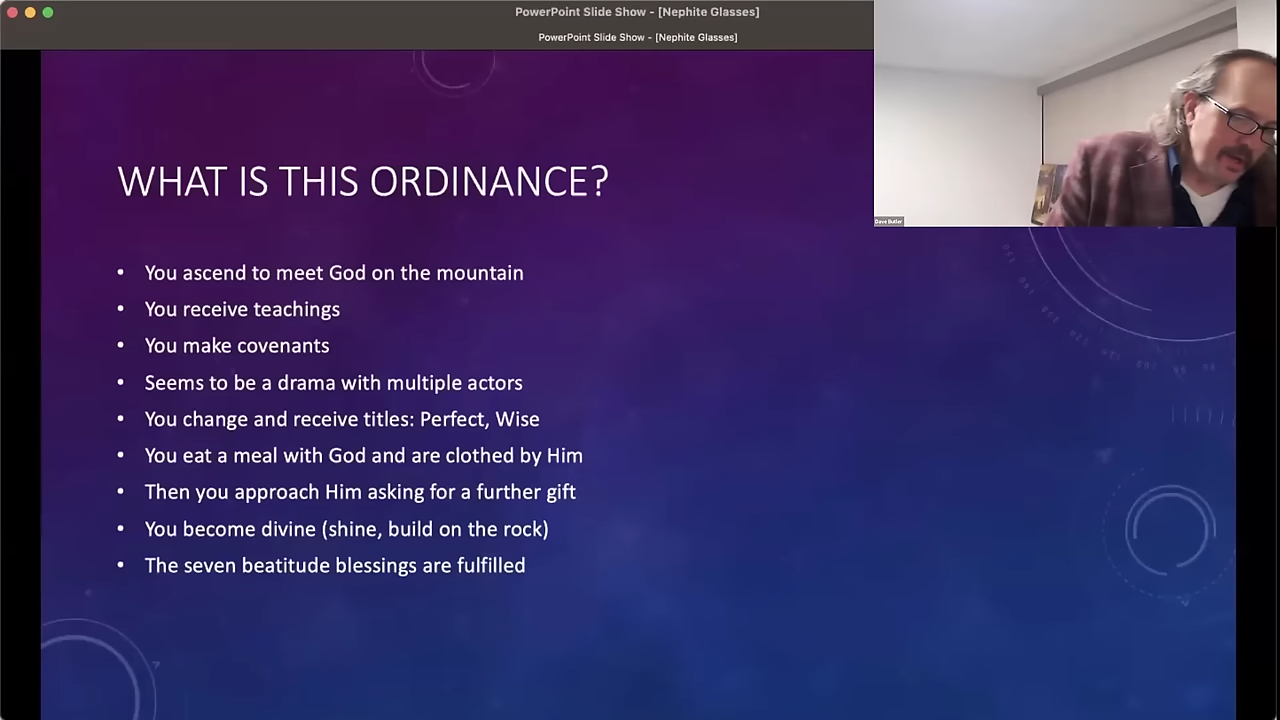 PowerPoint Slide Show - [Nephite Glasses]
PowerPoint Slide Show - [Nephite Glasses]
Dave Butler
WHAT IS THIS ORDINANCE?
• You ascend to meet God on the mountain
• You receive teachings
• You make covenants
• Seems to be a drama with multiple actors
• You change and receive titles: Perfect, Wise
• You eat a meal with God and are clothed by Him
• Then you approach Him asking for a further gift
• You become divine (shine, build on the rock)
• The seven beatitude blessings are fulfilled